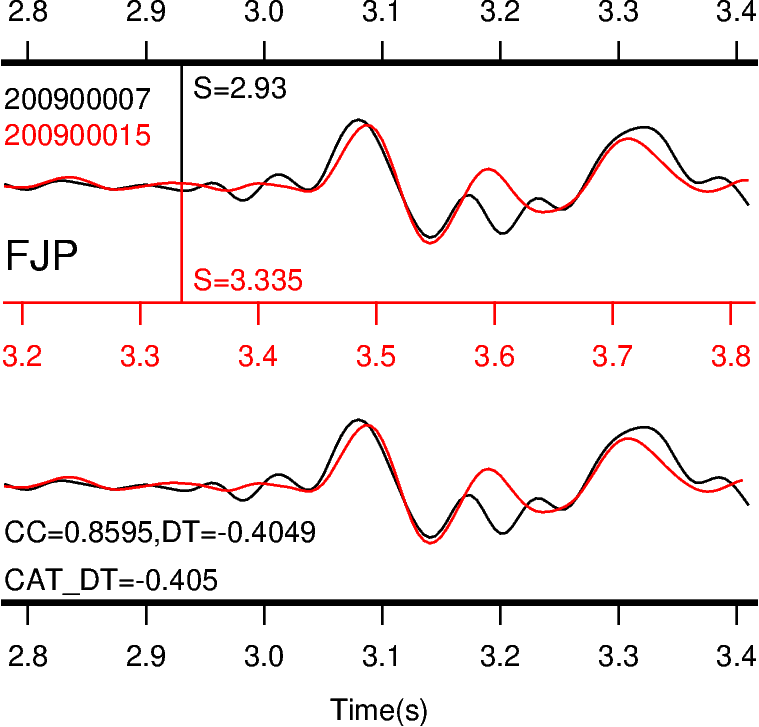 2.8 2.9 3.0 3.1 3.2 3.3 3.4
S=2.93
200900007
200900015
FJP
S=3.335
3.2 3.3 3.4 3.5 3.6 3.7 3.8
CC=0.8595,DT=-0.4049
CAT_DT=-0.405
2.8 2.9 3.0 3.1 3.2 3.3 3.4
Time(s)